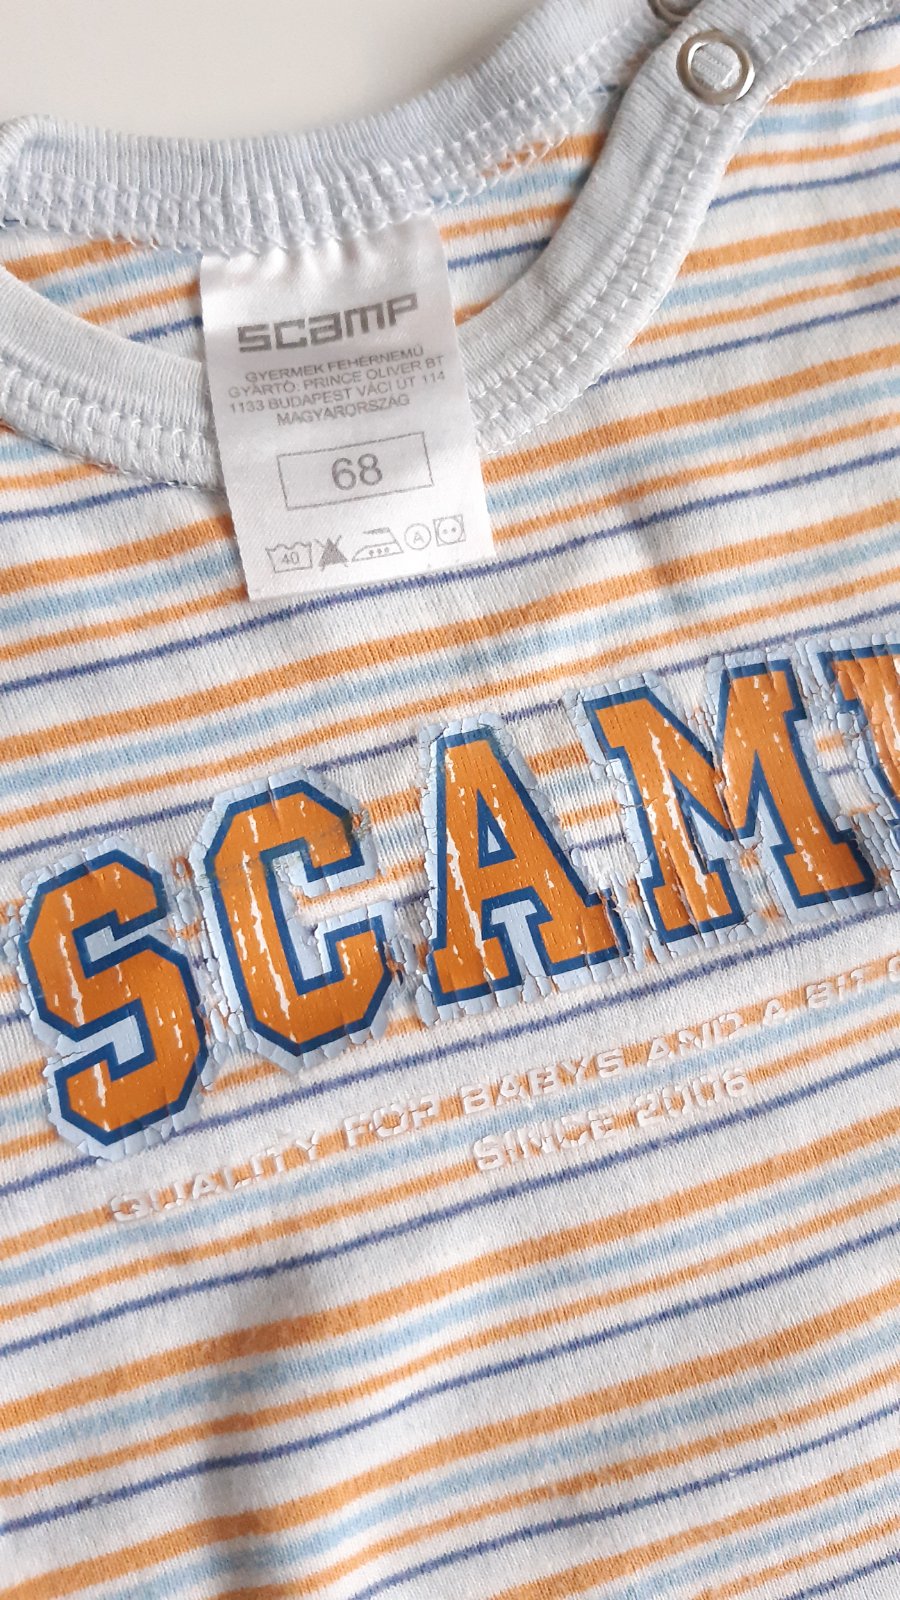 scamp
GYERMEK FEHÉRNEMŰ
GYÁRTÓ: PRINCE OLIVER BT
1133 BUDAPEST VÁCI UT 114
MAGYARORSZÁG
68
40 A
SCAM
QUALITY FOR BABYS AND A BIT
SINCE 2006